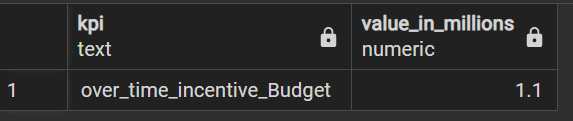 kpi value_in_millions
text numeric
1 over_time_incentive_Budget 1.1